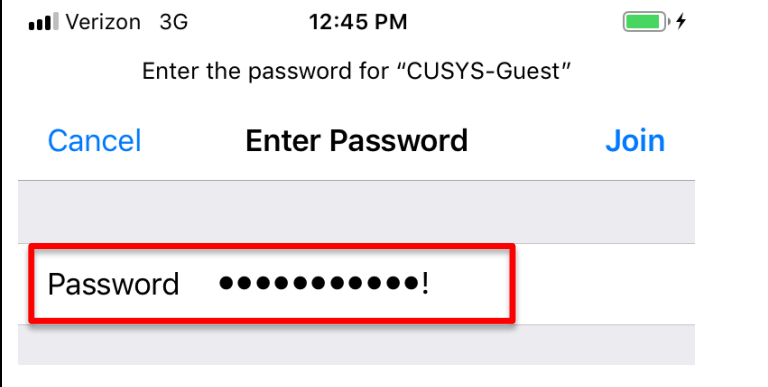 Verizon 3G 12:45 PM
Enter the password for “CUSYS-Guest”
Cancel Enter Password Join
Password ●●●●●●●●●●●!